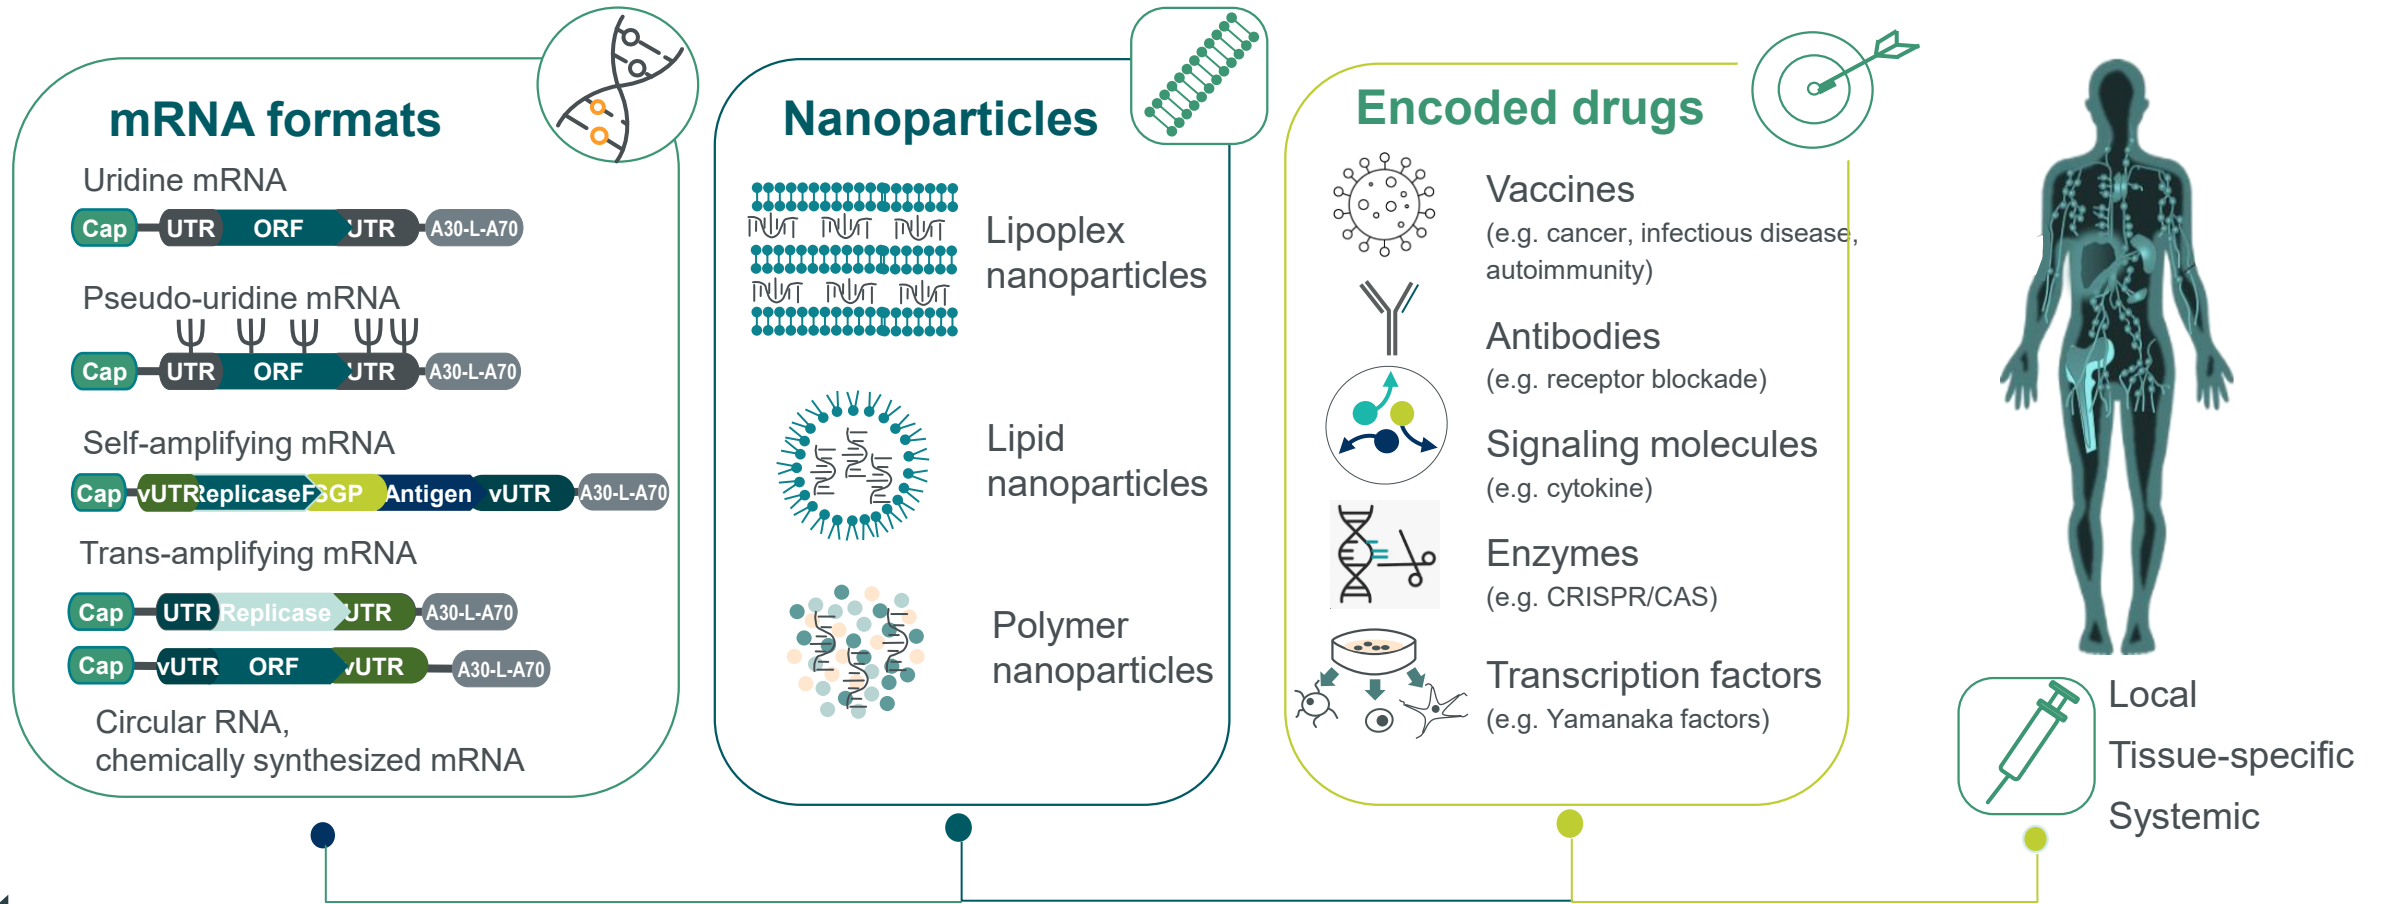 mRNA formats
Uridine mRNA
Cap UTR ORF UTR A30-L-A70
Pseudo-uridine mRNA
Ψ Ψ Ψ Ψ Ψ
Cap UTR ORF UTR A30-L-A70
Self-amplifying mRNA
Cap vUTR Replicase SGP Antigen vUTR A30-L-A70
Trans-amplifying mRNA
Cap UTR Replicase UTR A30-L-A70
Cap vUTR ORF vUTR A30-L-A70
Circular RNA,
chemically synthesized mRNA
Nanoparticles
Lipoplex
nanoparticles
Lipid
nanoparticles
Polymer
nanoparticles
Encoded drugs
Vaccines
(e.g. cancer, infectious disease,
autoimmunity)
Antibodies
(e.g. receptor blockade)
Signaling molecules
(e.g. cytokine)
Enzymes
(e.g. CRISPR/CAS)
Transcription factors
(e.g. Yamanaka factors)
Local
Tissue-specific
Systemic